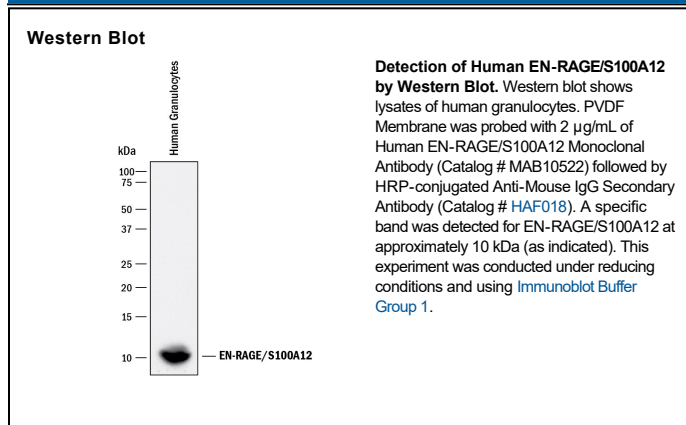 Western Blot
Human Granulocytes
kDa
100
75
50
37
25
20
15
10
EN-RAGE/S100A12
Detection of Human EN-RAGE/S100A12
by Western Blot. Western blot shows
lysates of human granulocytes. PVDF
Membrane was probed with 2 µg/mL of
Human EN-RAGE/S100A12 Monoclonal
Antibody (Catalog # MAB10522) followed by
HRP-conjugated Anti-Mouse IgG Secondary
Antibody (Catalog # HAF018). A specific
band was detected for EN-RAGE/S100A12 at
approximately 10 kDa (as indicated). This
experiment was conducted under reducing
conditions and using Immunoblot Buffer
Group 1.